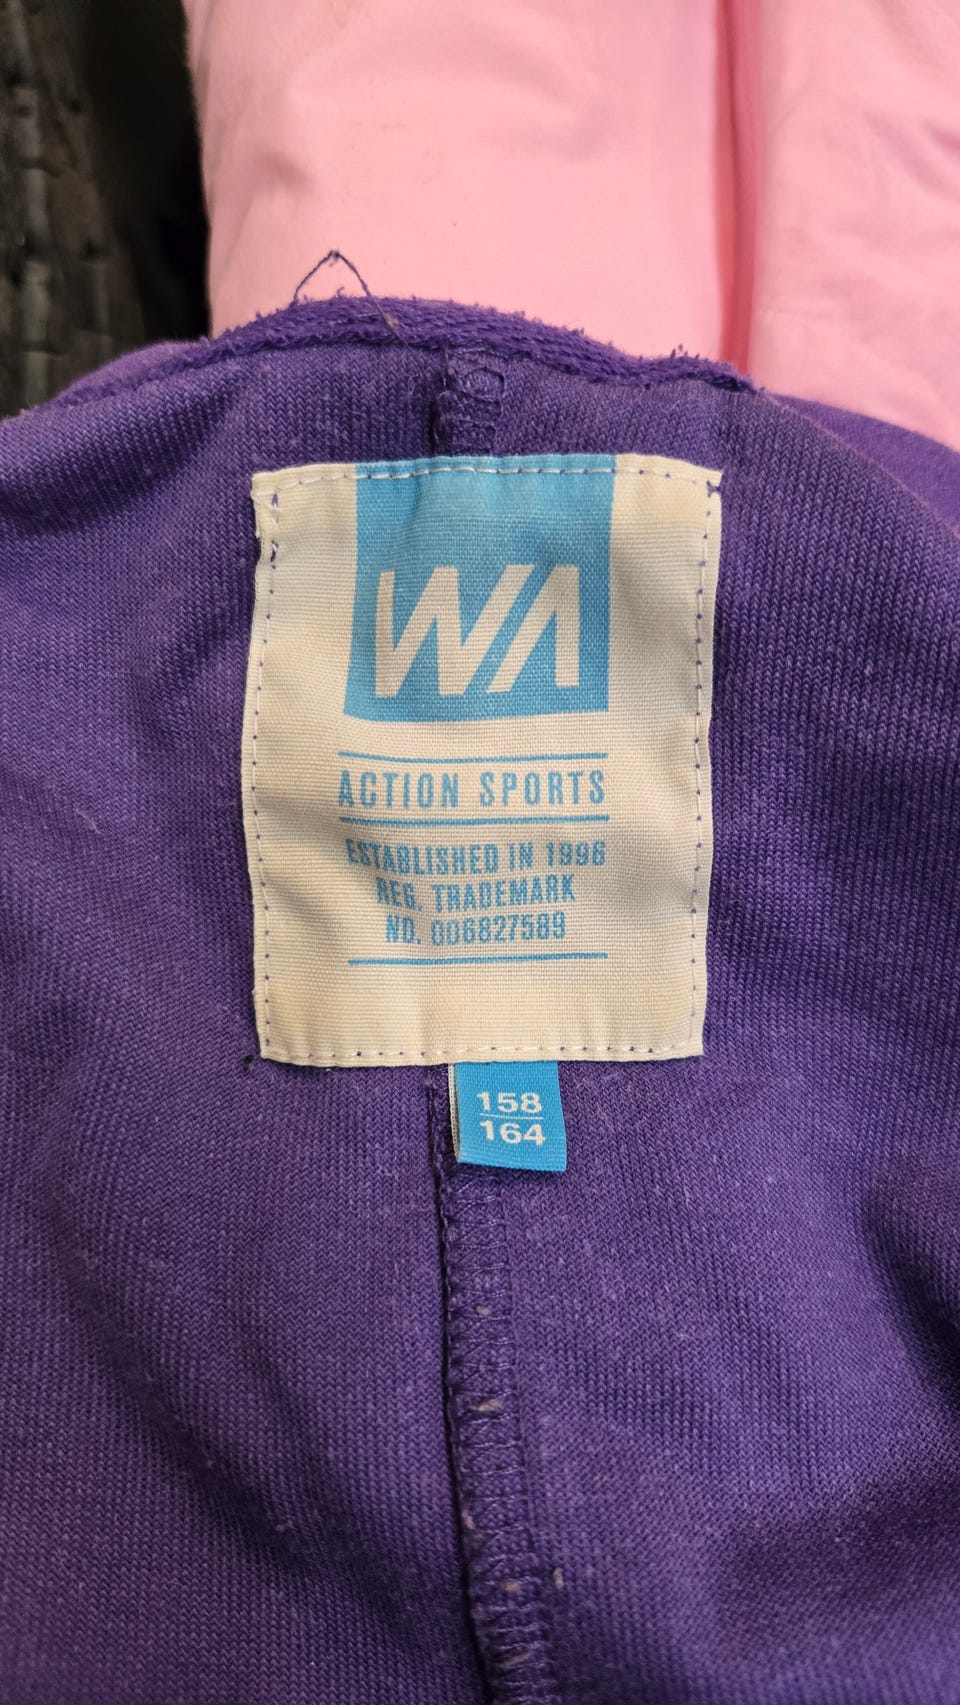 WA
ACTION SPORTS
ESTABLISHED IN 1996
REG. TRADEMARK
NO. 006827589
158
164